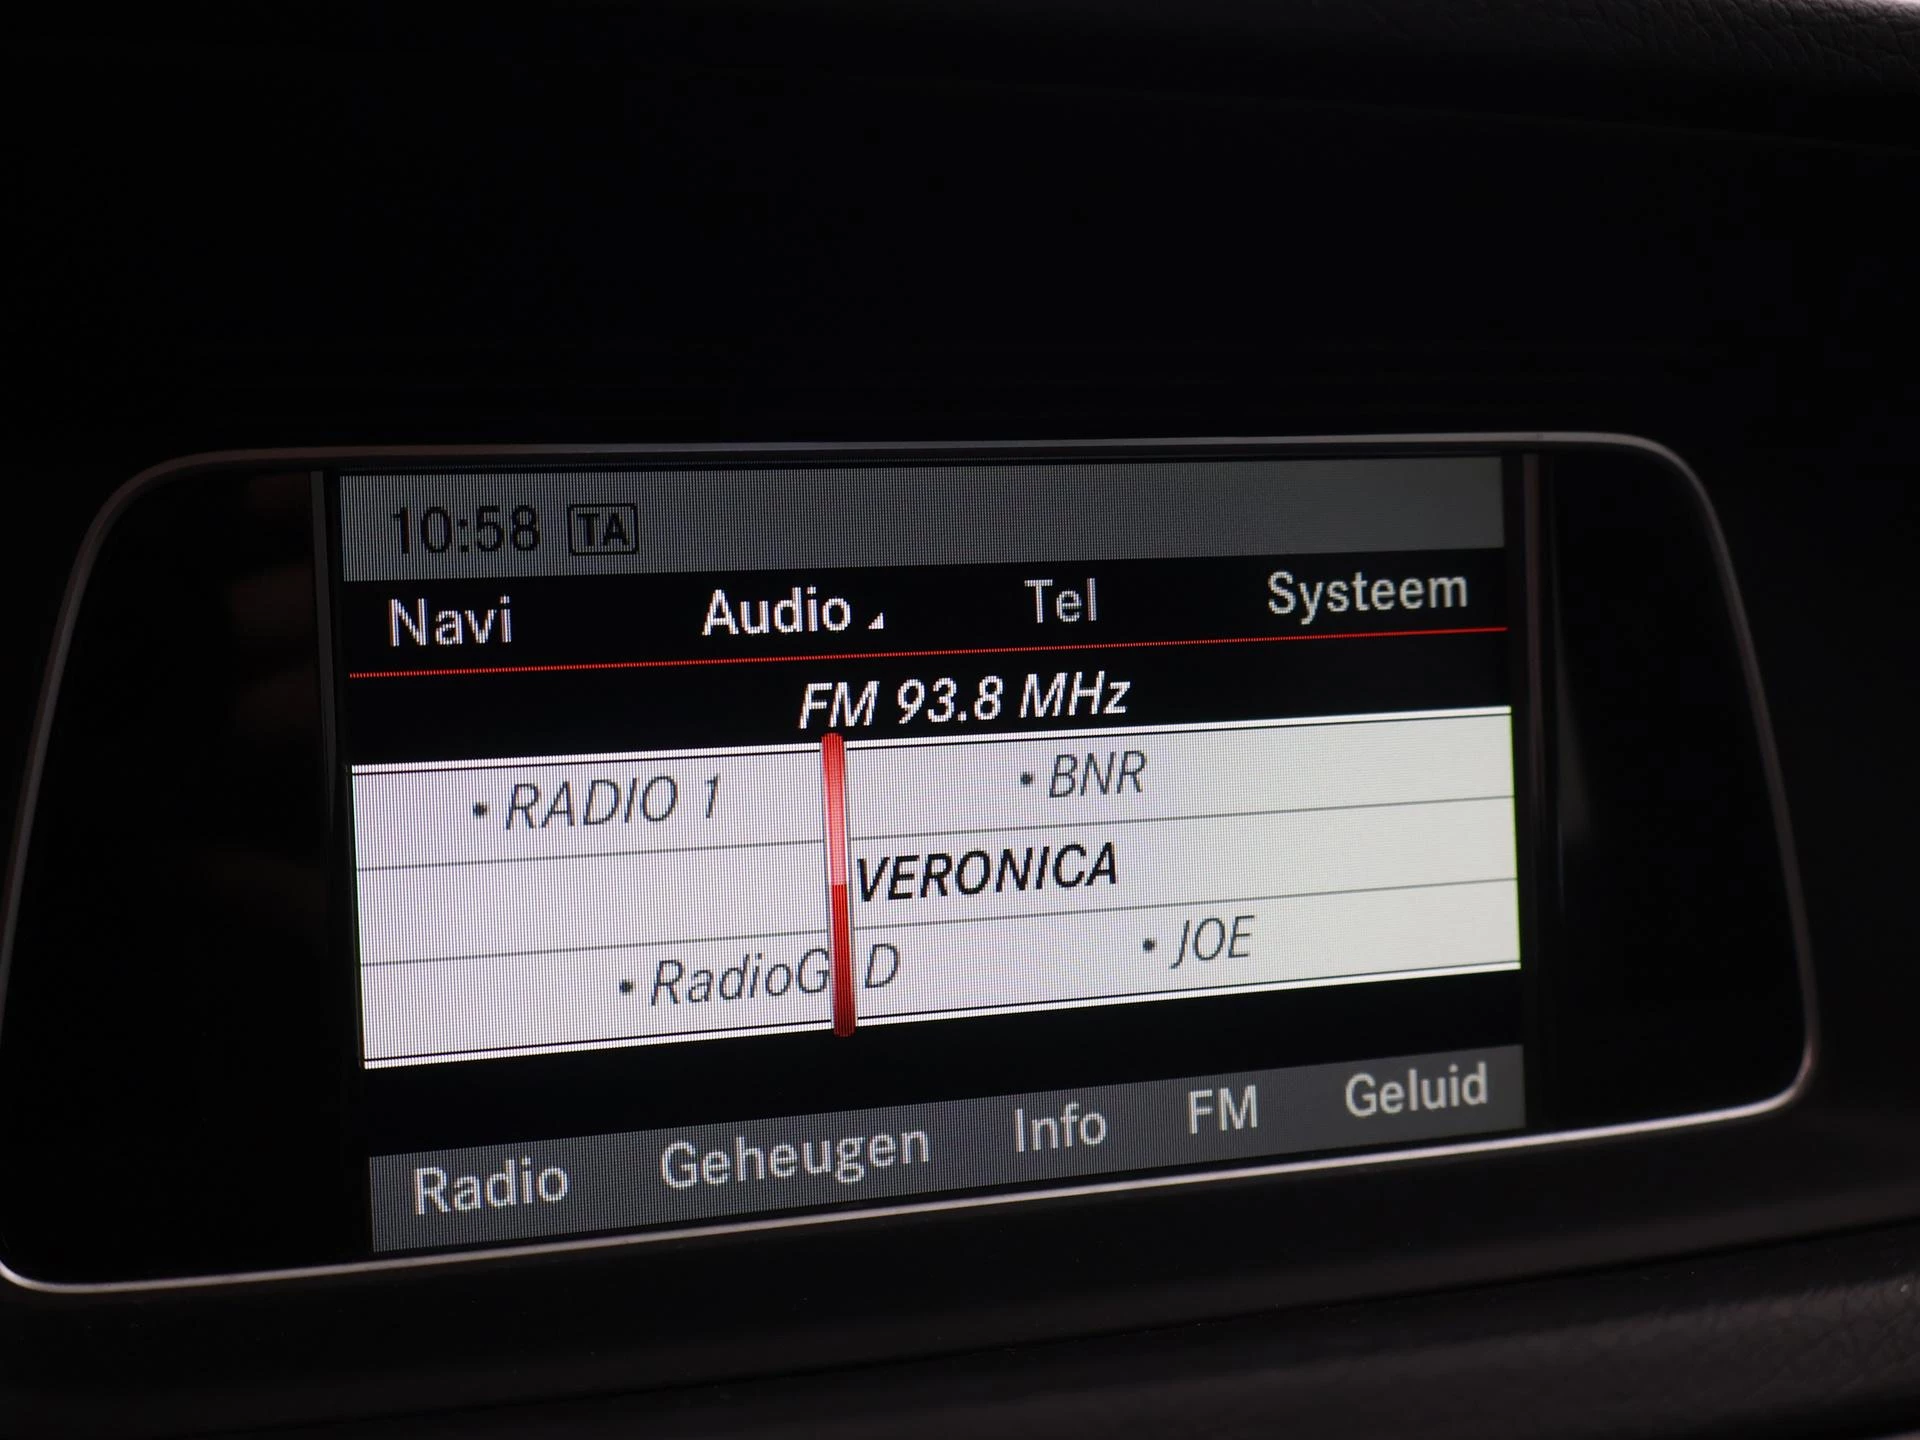 10:58 TA
Navi Audio Tel Systeem
FM 93.8 MHz
• RADIO 1 • BNR
VERONICA
• RadioG D • JOE
Radio Geheugen Info FM Geluid